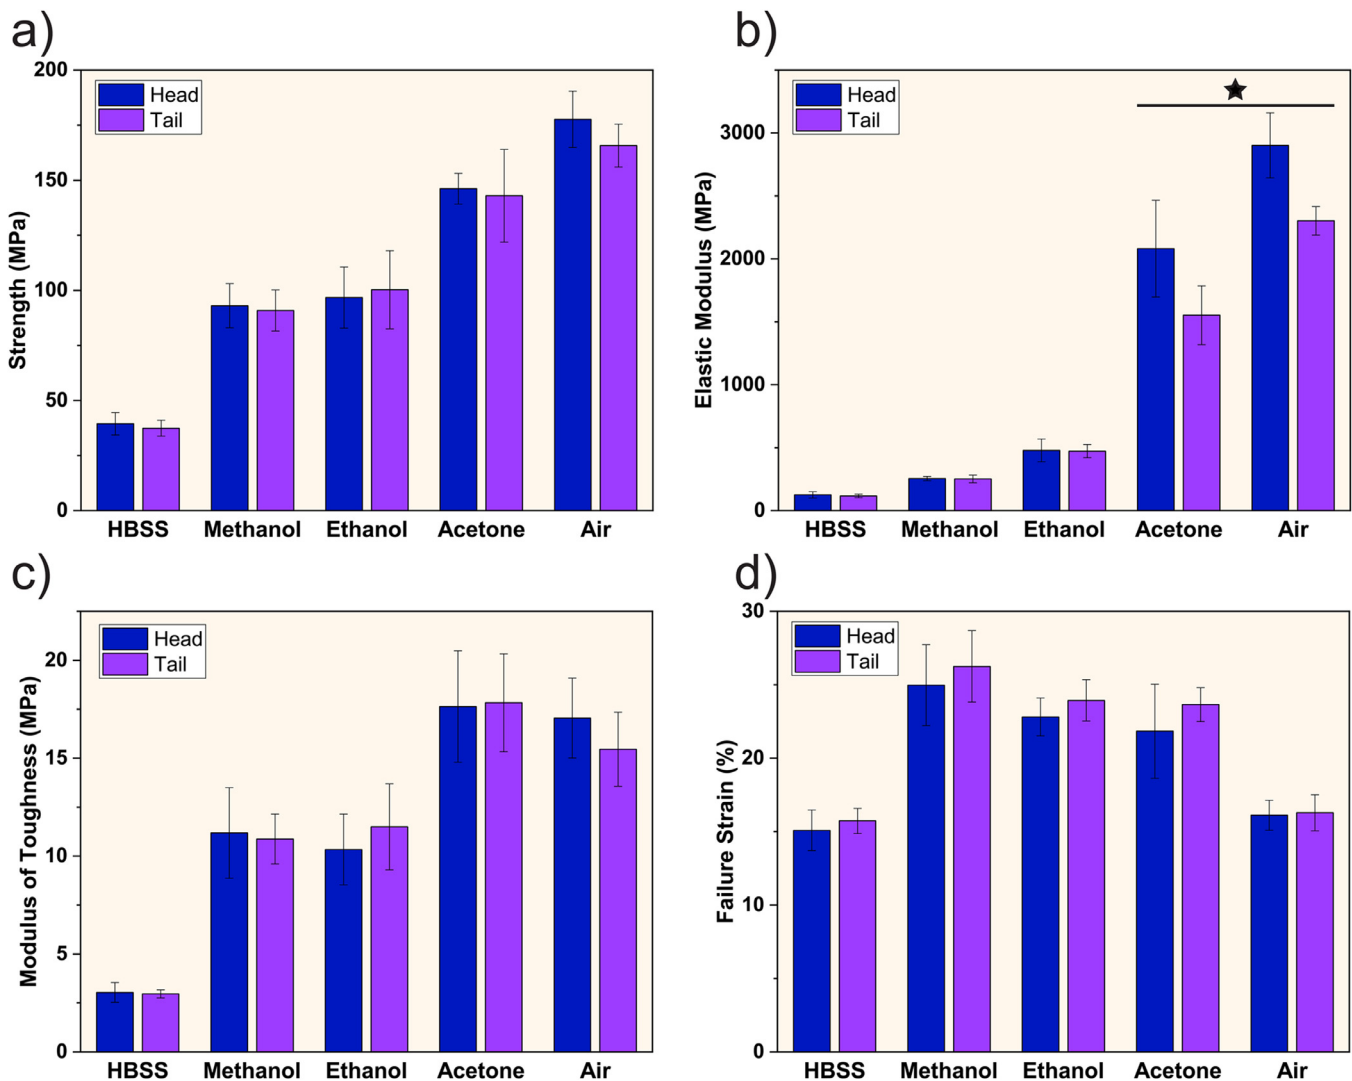 a)
Strength (MPa)
200
150
100
50
0
Head
Tail
HBSS Methanol Ethanol Acetone Air
b)
Elastic Modulus (MPa)
3000
2000
1000
0
Head
Tail
HBSS Methanol Ethanol Acetone Air
c)
Modulus of Toughness (MPa)
20
15
10
5
0
Head
Tail
HBSS Methanol Ethanol Acetone Air
d)
Failure Strain (%)
30
20
10
0
Head
Tail
HBSS Methanol Ethanol Acetone Air